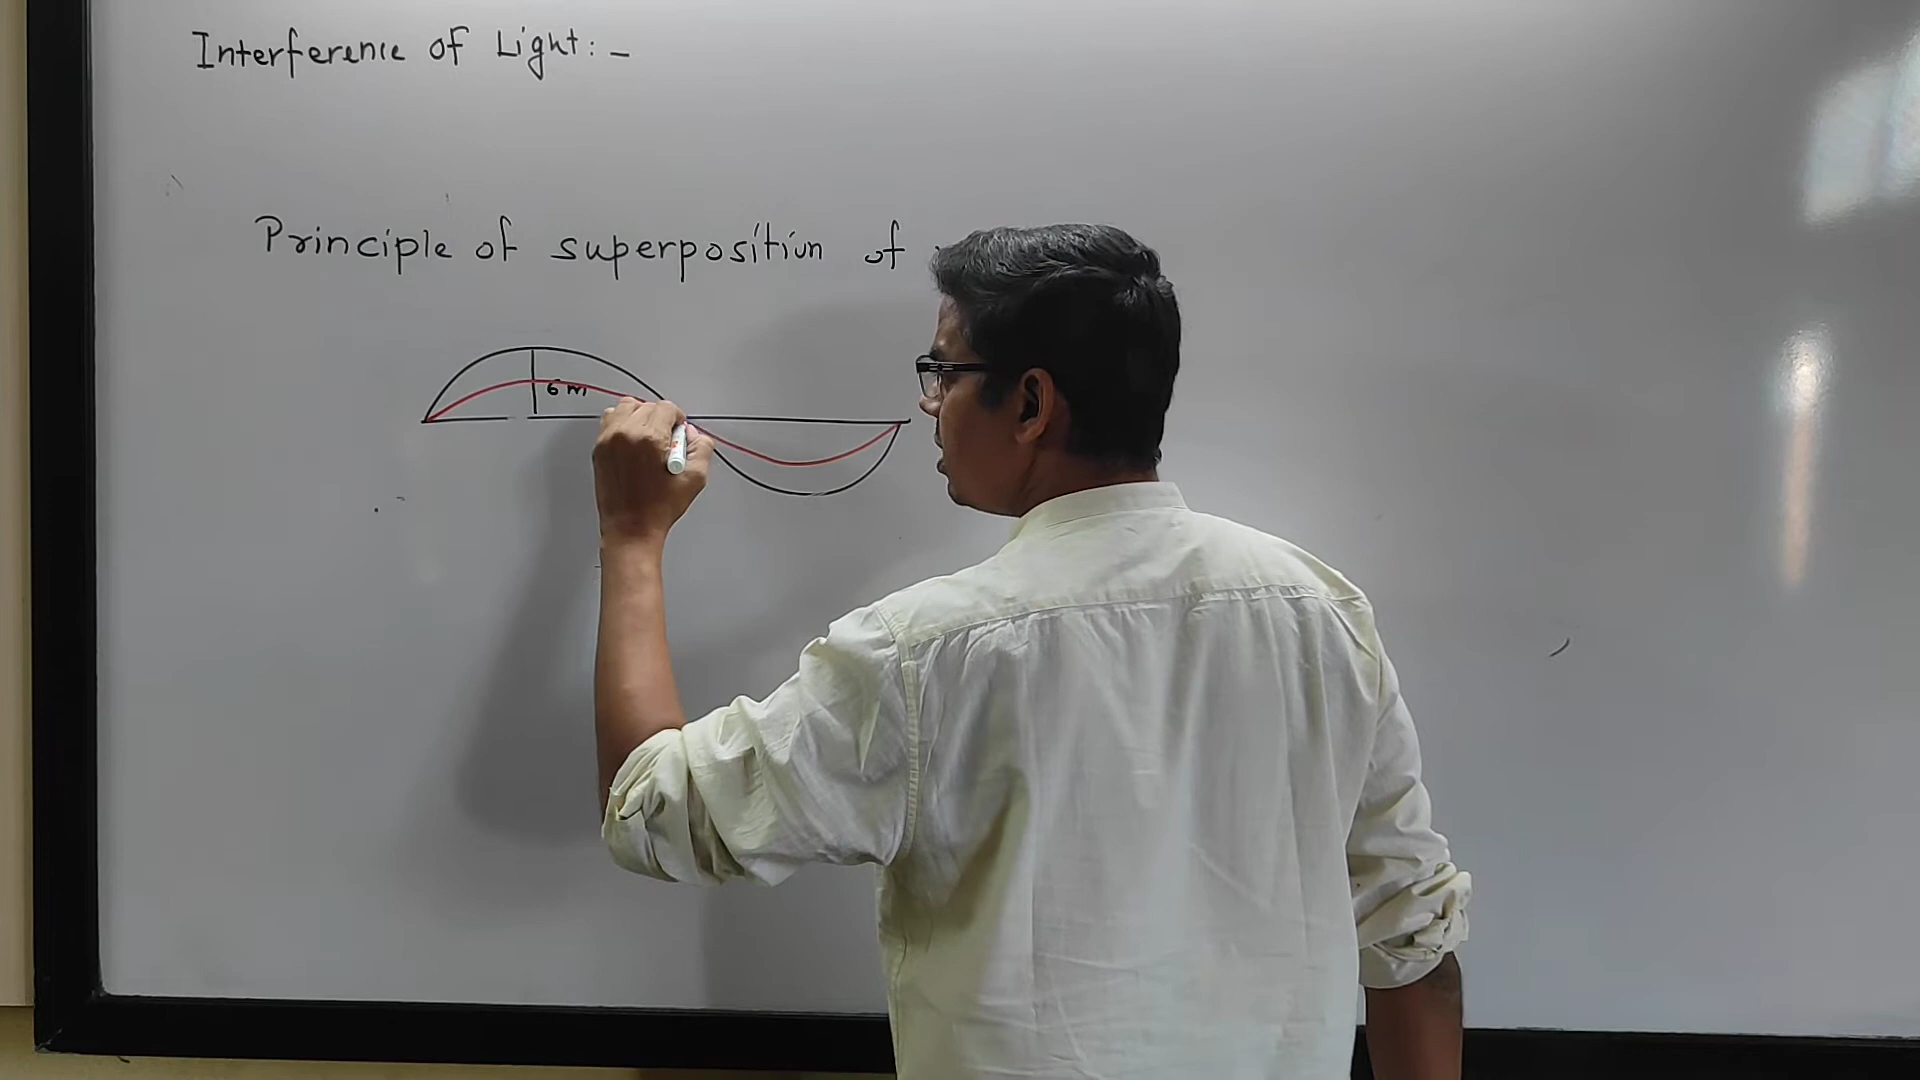 Interference of Light:-
Principle of superposition of
6 m